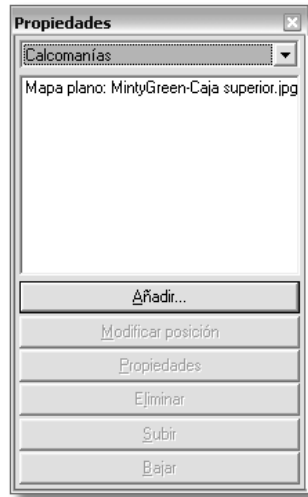 Propiedades
Calcomanías
Mapa plano: MintyGreen-Caja superior.jpg
Añadir...
Modificar posición
Propiedades
Eliminar
Subir
Bajar